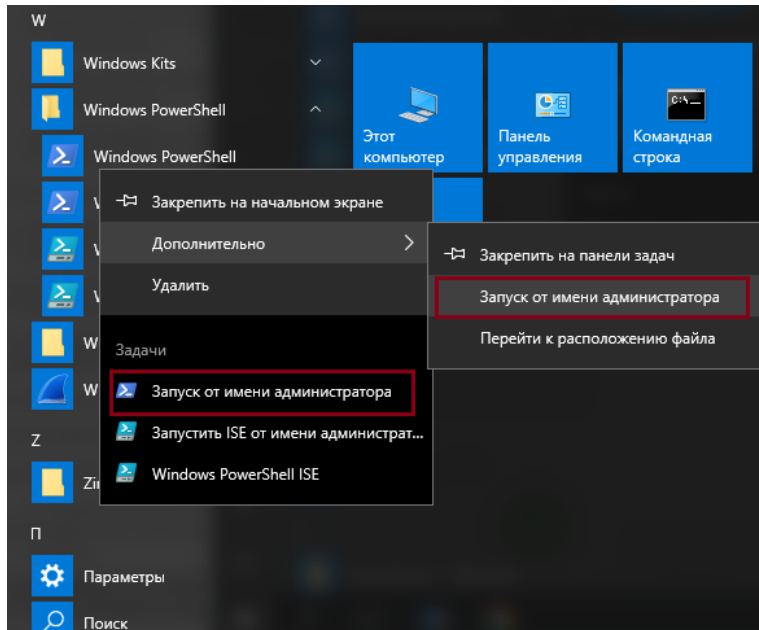 W
Windows Kits
Windows PowerShell
Windows PowerShell
W
W
Z
П
Параметры
Поиск
Этот
компьютер
Панель
управления
C:\_
Командная
строка
Закрепить на начальном экране
Дополнительно
Удалить
Задачи
Запуск от имени администратора
Запустить ISE от имени администрат...
Windows PowerShell ISE
Закрепить на панели задач
Запуск от имени администратора
Перейти к расположению файла